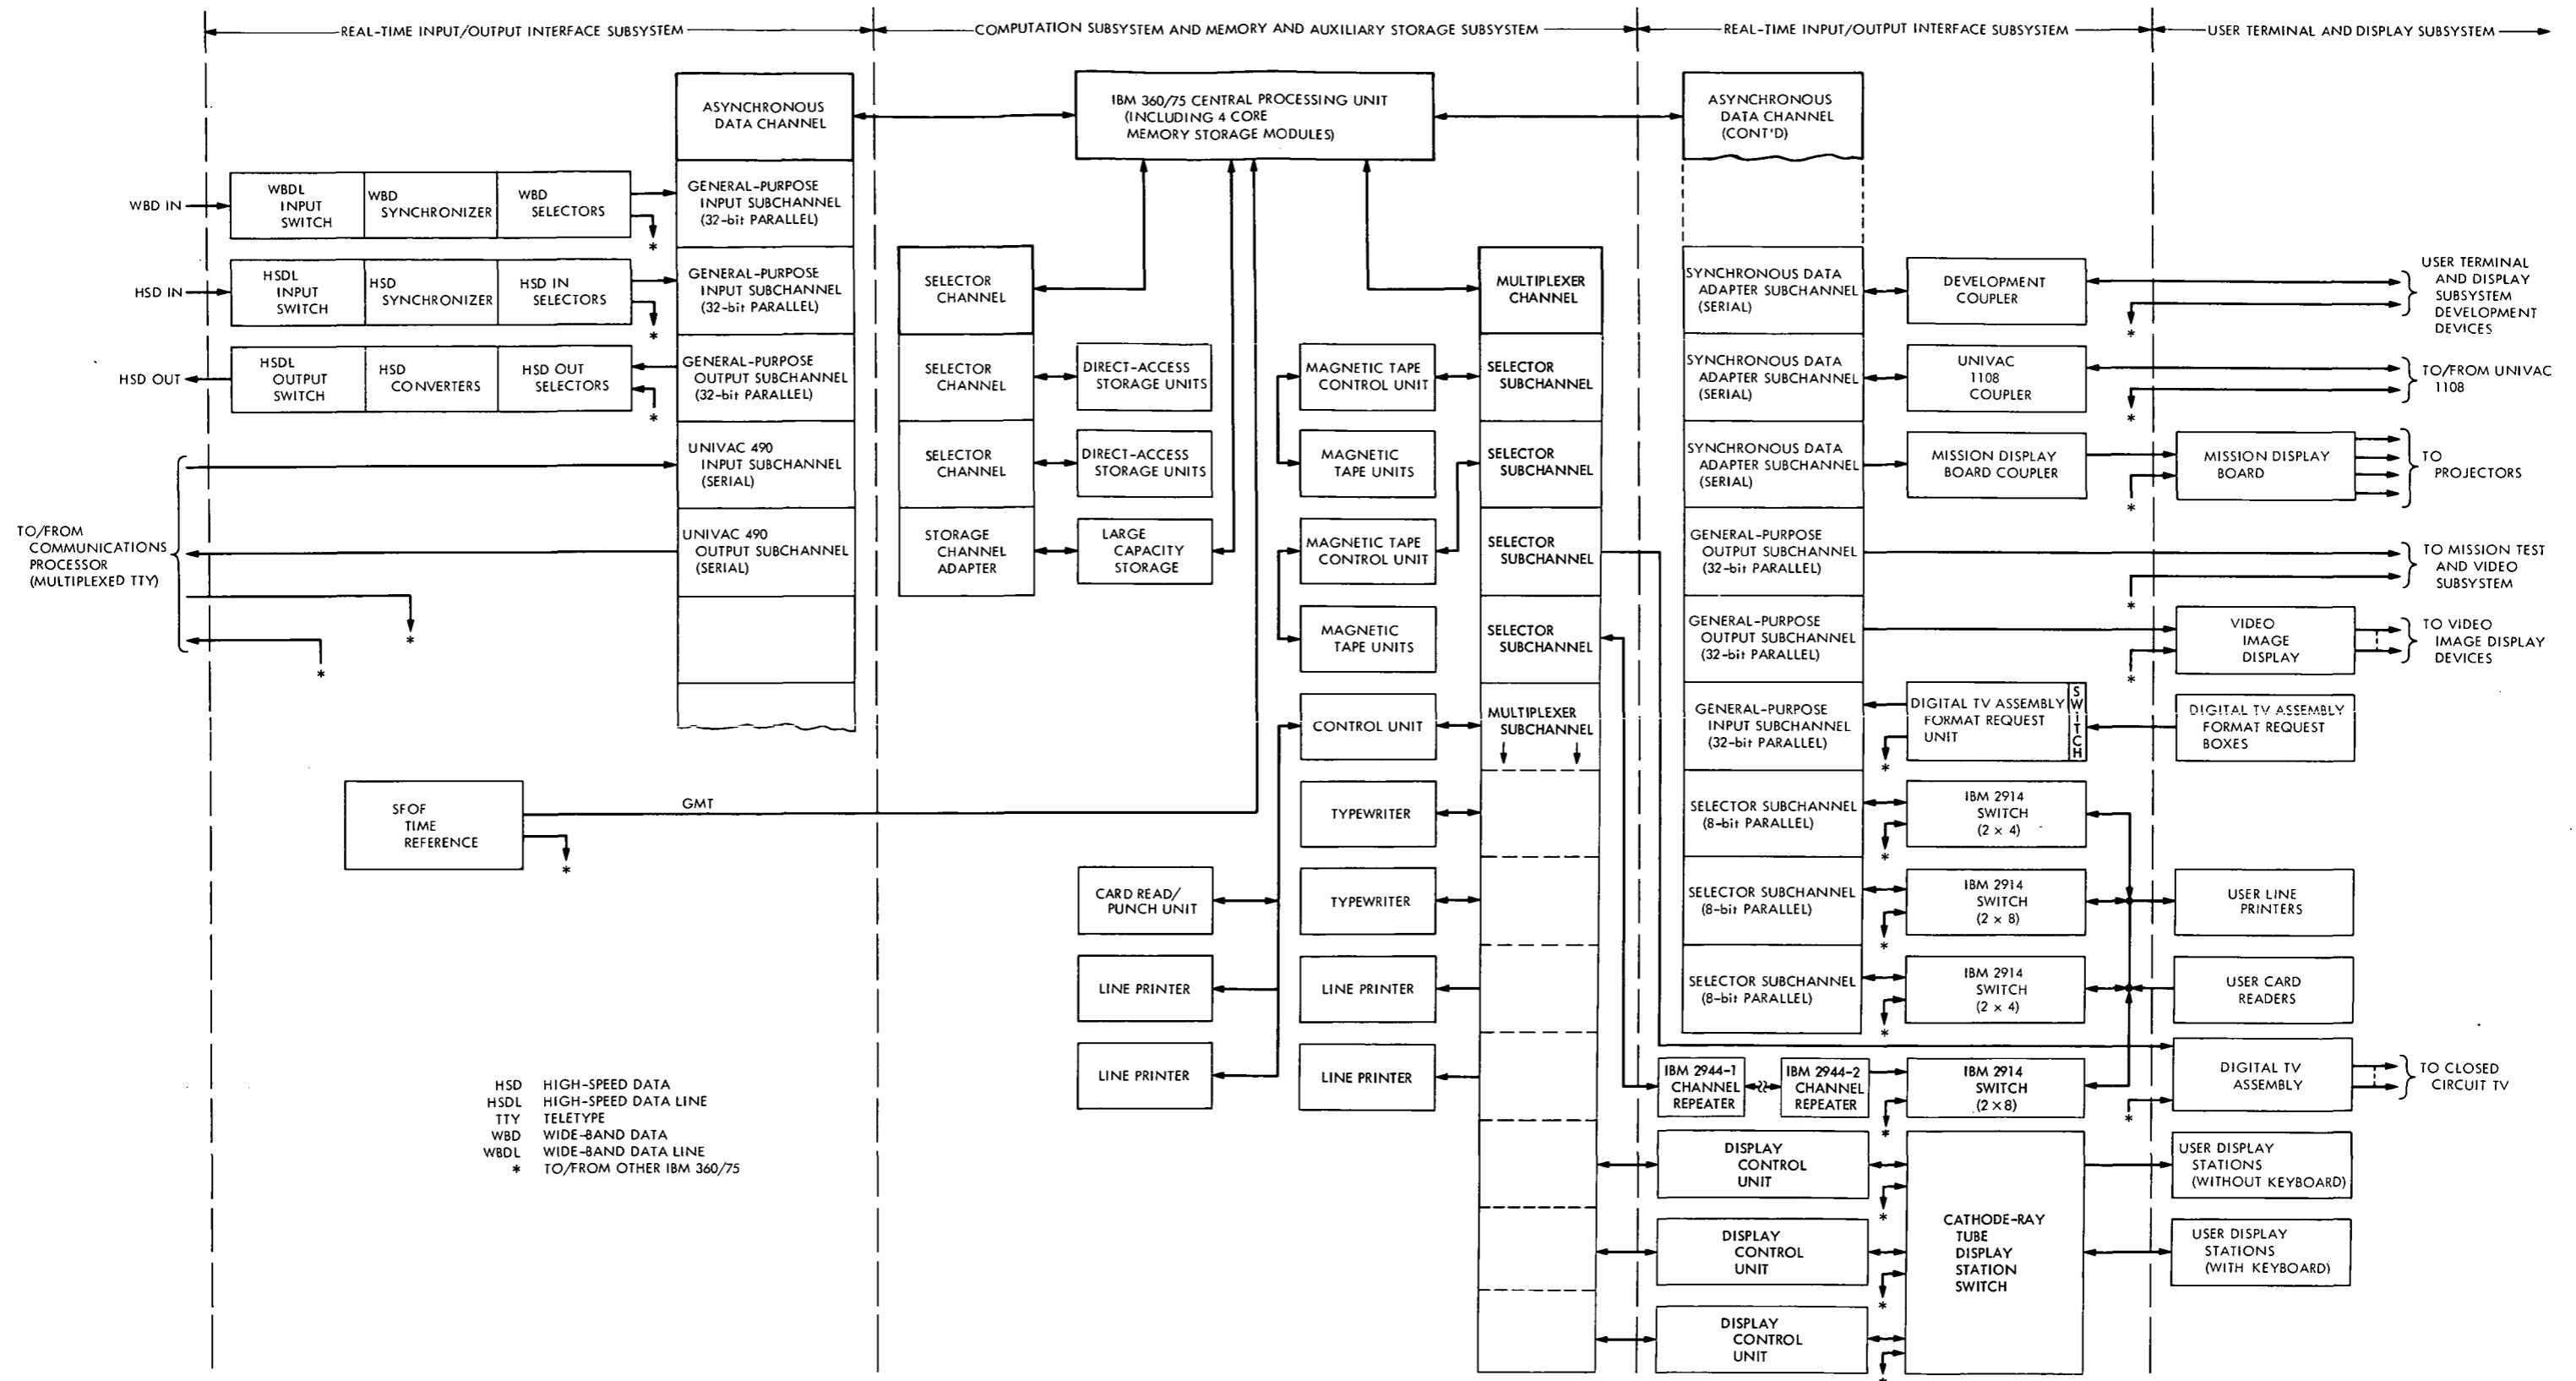 REAL-TIME INPUT/OUTPUT INTERFACE SUBSYSTEM
COMPUTATION SUBSYSTEM AND MEMORY AND AUXILIARY STORAGE SUBSYSTEM
REAL-TIME INPUT/OUTPUT INTERFACE SUBSYSTEM
USER TERMINAL AND DISPLAY SUBSYSTEM
WBD IN
WBDL
INPUT
SWITCH
WBD
SYNCHRONIZER
WBD
SELECTORS
*
HSD IN
HSDL
INPUT
SWITCH
HSD
SYNCHRONIZER
HSD IN
SELECTORS
*
HSD OUT
HSDL
OUTPUT
SWITCH
HSD
CONVERTERS
HSD OUT
SELECTORS
*
TO/FROM
COMMUNICATIONS
PROCESSOR
(MULTIPLEXED TTY)
*
*
ASYNCHRONOUS
DATA CHANNEL
GENERAL-PURPOSE
INPUT SUBCHANNEL
(32-bit PARALLEL)
GENERAL-PURPOSE
INPUT SUBCHANNEL
(32-bit PARALLEL)
GENERAL-PURPOSE
OUTPUT SUBCHANNEL
(32-bit PARALLEL)
UNIVAC 490
INPUT SUBCHANNEL
(SERIAL)
UNIVAC 490
OUTPUT SUBCHANNEL
(SERIAL)
SFOF
TIME
REFERENCE
GMT
*
HSD HIGH-SPEED DATA
HSDL HIGH-SPEED DATA LINE
TTY TELETYPE
WBD WIDE-BAND DATA
WBDL WIDE-BAND DATA LINE
* TO/FROM OTHER IBM 360/75
IBM 360/75 CENTRAL PROCESSING UNIT
(INCLUDING 4 CORE
MEMORY STORAGE MODULES)
SELECTOR
CHANNEL
SELECTOR
CHANNEL
SELECTOR
CHANNEL
STORAGE
CHANNEL
ADAPTER
DIRECT-ACCESS
STORAGE UNITS
DIRECT-ACCESS
STORAGE UNITS
LARGE
CAPACITY
STORAGE
CARD READ/
PUNCH UNIT
LINE PRINTER
LINE PRINTER
MAGNETIC TAPE
CONTROL UNIT
MAGNETIC
TAPE UNITS
MAGNETIC TAPE
CONTROL UNIT
MAGNETIC
TAPE UNITS
CONTROL UNIT
TYPEWRITER
TYPEWRITER
LINE PRINTER
LINE PRINTER
MULTIPLEXER
CHANNEL
SELECTOR
SUBCHANNEL
SELECTOR
SUBCHANNEL
SELECTOR
SUBCHANNEL
SELECTOR
SUBCHANNEL
MULTIPLEXER
SUBCHANNEL
ASYNCHRONOUS
DATA CHANNEL
(CONT'D)
SYNCHRONOUS DATA
ADAPTER SUBCHANNEL
(SERIAL)
SYNCHRONOUS DATA
ADAPTER SUBCHANNEL
(SERIAL)
SYNCHRONOUS DATA
ADAPTER SUBCHANNEL
(SERIAL)
GENERAL-PURPOSE
OUTPUT SUBCHANNEL
(32-bit PARALLEL)
GENERAL-PURPOSE
OUTPUT SUBCHANNEL
(32-bit PARALLEL)
GENERAL-PURPOSE
INPUT SUBCHANNEL
(32-bit PARALLEL)
SELECTOR SUBCHANNEL
(8-bit PARALLEL)
SELECTOR SUBCHANNEL
(8-bit PARALLEL)
SELECTOR SUBCHANNEL
(8-bit PARALLEL)
IBM 2944-1
CHANNEL
REPEATER
IBM 2944-2
CHANNEL
REPEATER
DISPLAY
CONTROL
UNIT
DISPLAY
CONTROL
UNIT
DISPLAY
CONTROL
UNIT
DEVELOPMENT
COUPLER
UNIVAC
1108
COUPLER
MISSION DISPLAY
BOARD COUPLER
DIGITAL TV ASSEMBLY
FORMAT REQUEST
UNIT
SWITCH
*
IBM 2914
SWITCH
(2 × 4)
*
IBM 2914
SWITCH
(2 × 8)
*
IBM 2914
SWITCH
(2 × 4)
*
IBM 2914
SWITCH
(2 × 8)
*
CATHODE-RAY
TUBE
DISPLAY
STATION
SWITCH
*
*
*
*
*
*
*
*
*
MISSION DISPLAY
BOARD
VIDEO
IMAGE
DISPLAY
DIGITAL TV ASSEMBLY
FORMAT REQUEST
BOXES
USER LINE
PRINTERS
USER CARD
READERS
DIGITAL TV
ASSEMBLY
USER DISPLAY
STATIONS
(WITHOUT KEYBOARD)
USER DISPLAY
STATIONS
(WITH KEYBOARD)
USER TERMINAL
AND DISPLAY
SUBSYSTEM
DEVELOPMENT
DEVICES
TO/FROM UNIVAC
1108
TO
PROJECTORS
TO MISSION TEST
AND VIDEO
SUBSYSTEM
TO VIDEO
IMAGE DISPLAY
DEVICES
TO CLOSED
CIRCUIT TV